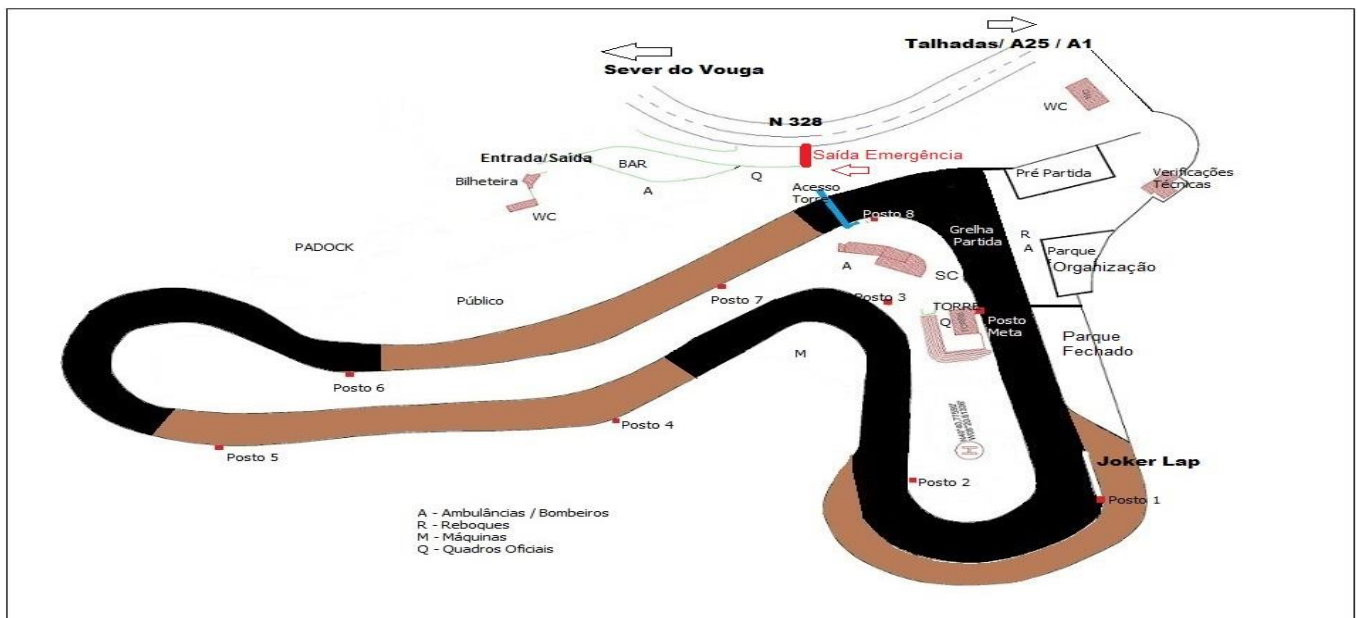 Talhadas/ A25 / A1
Sever do Vouga
WC
N 328
Saída Emergência
Entrada/Saída
BAR
Bilheteira
A
Q
Acesso
Torre
Pré Partida
Verificações
Técnicas
WC
Posto 8
Grelha
Partida
R
A
PADOCK
Parque
Organização
A
SC
Público
Posto 7
Posto 3
TORRE
Q
Posto
Meta
Parque
Fechado
M
Posto 6
Posto 4
Posto 5
H
Joker Lap
Posto 2
Posto 1
A - Ambulâncias / Bombeiros
R - Reboques
M - Máquinas
Q - Quadros Oficiais